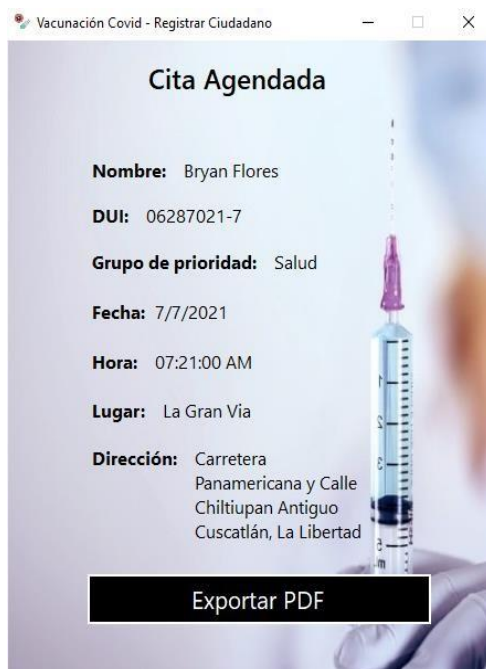 Vacunación Covid - Registrar Ciudadano
Cita Agendada
Nombre: Bryan Flores
DUI: 06287021-7
Grupo de prioridad: Salud
Fecha: 7/7/2021
Hora: 07:21:00 AM
Lugar: La Gran Via
Dirección: Carretera
Panamericana y Calle
Chiltiupan Antiguo
Cuscatlán, La Libertad
Exportar PDF